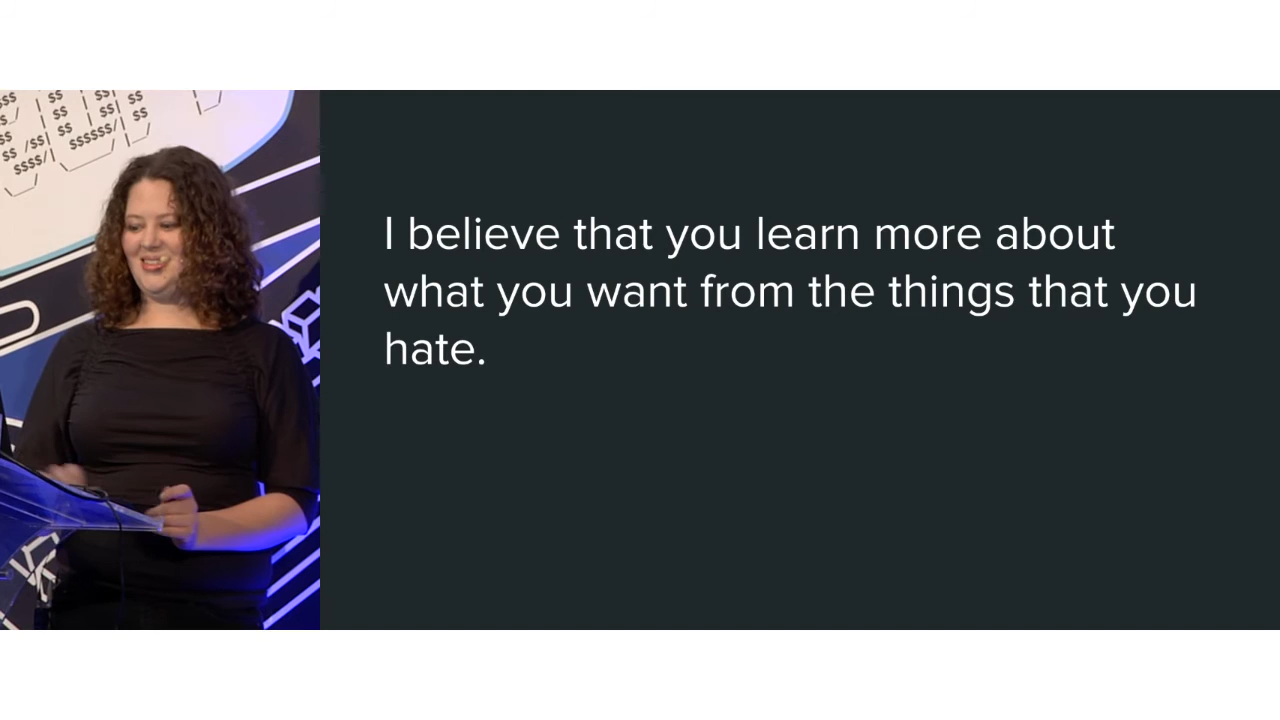 I believe that you learn more about
what you want from the things that you
hate.